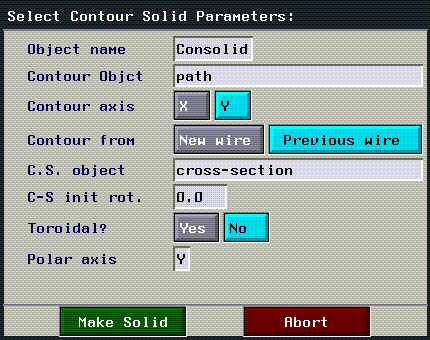 Select Contour Solid Parameters:
Object name Consolid
Contour Objct path
Contour axis X Y
Contour from New wire Previous wire
C.S. object cross-section
C-S init rot. 0.0
Toroidal? Yes No
Polar axis Y
Make Solid Abort